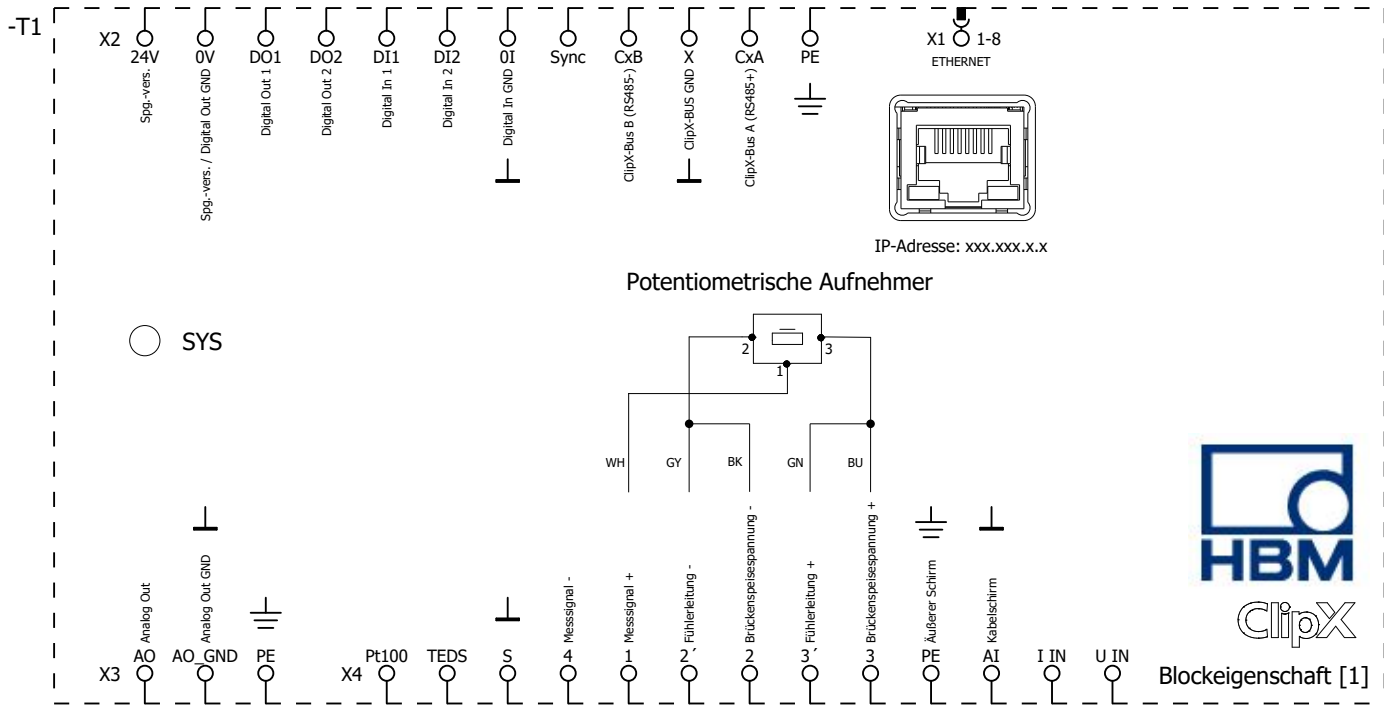 -T1
X2
24V
0V
DO1
DO2
DI1
DI2
0I
Sync
CxB
X
CxA
PE
X1
1-8
ETHERNET
Spg.-vers.
Spg.-vers. / Digital Out GND
Digital Out 1
Digital Out 2
Digital In 1
Digital In 2
Digital In GND
ClipX-Bus B (RS485-)
ClipX-BUS GND
ClipX-Bus A (RS485+)
IP-Adresse: xxx.xxx.x.x
Potentiometrische Aufnehmer
SYS
2
3
1
WH
GY
BK
GN
BU
HBM
ClipX
Analog Out
Analog Out GND
Messsignal -
Messsignal +
Fühlerleitung -
Brückenspeisespannung -
Fühlerleitung +
Brückenspeisespannung +
Äußerer Schirm
Kabelschirm
X3
AO
AO_GND
PE
X4
Pt100
TEDS
S
4
1
2´
2
3´
3
PE
AI
I IN
U IN
Blockeigenschaft [1]